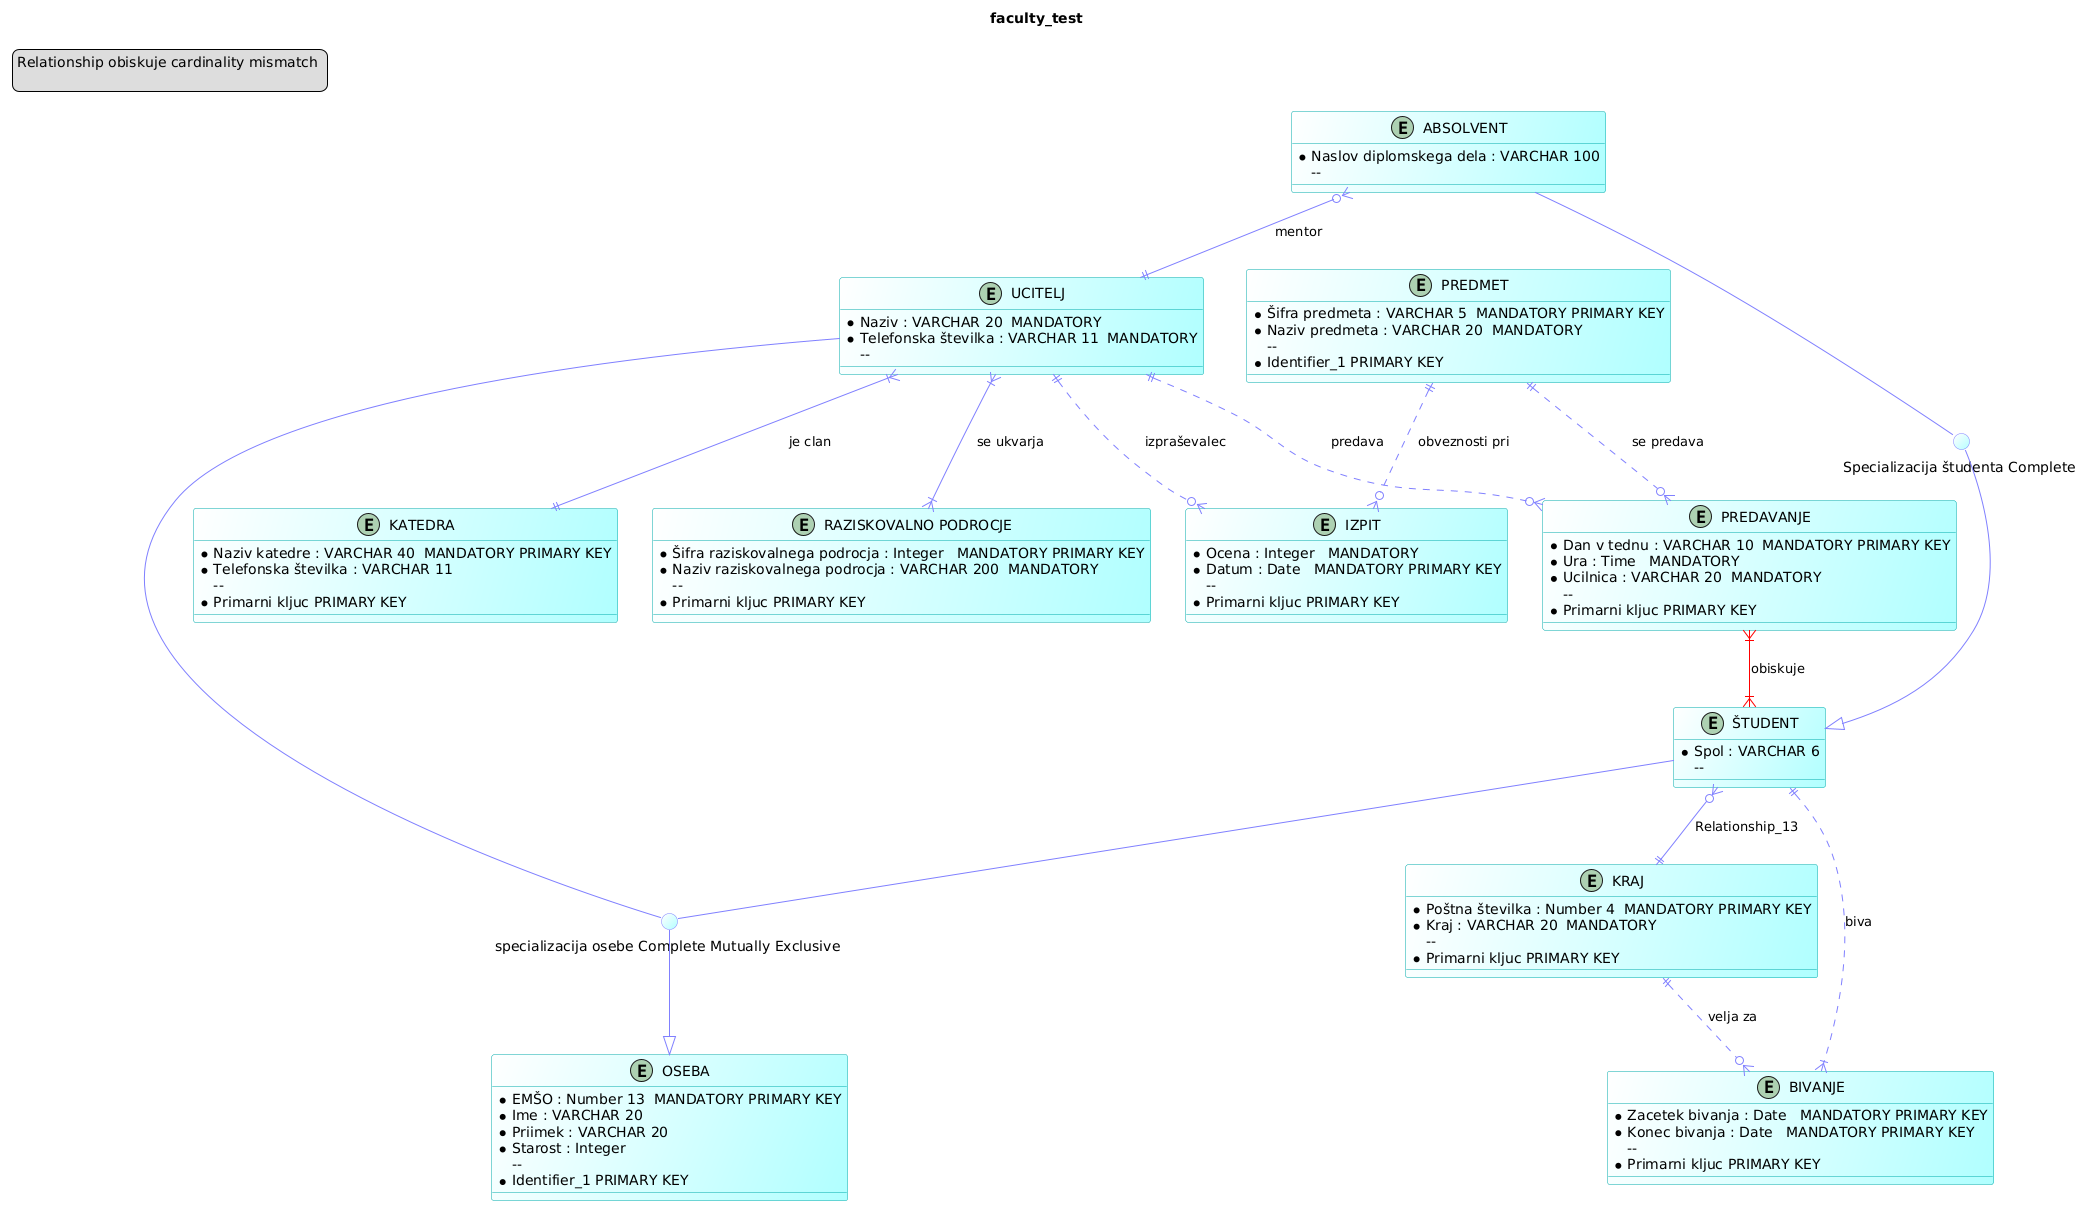 faculty_test
Relationship obiskuje cardinality mismatch
E ABSOLVENT
Naslov diplomskega dela : VARCHAR 100
--
mentor
E UCITELJ
Naziv : VARCHAR 20 MANDATORY
Telefonska številka : VARCHAR 11 MANDATORY
--
E PREDMET
Šifra predmeta : VARCHAR 5 MANDATORY PRIMARY KEY
Naziv predmeta : VARCHAR 20 MANDATORY
--
Identifier_1 PRIMARY KEY
je clan
se ukvarja
izpraševalec
predava
obveznosti pri
se predava
Specializacija študenta Complete
E KATEDRA
Naziv katedre : VARCHAR 40 MANDATORY PRIMARY KEY
Telefonska številka : VARCHAR 11
--
Primarni kljuc PRIMARY KEY
E RAZISKOVALNO PODROCJE
Šifra raziskovalnega podrocja : Integer MANDATORY PRIMARY KEY
Naziv raziskovalnega podrocja : VARCHAR 200 MANDATORY
--
Primarni kljuc PRIMARY KEY
E IZPIT
Ocena : Integer MANDATORY
Datum : Date MANDATORY PRIMARY KEY
--
Primarni kljuc PRIMARY KEY
E PREDAVANJE
Dan v tednu : VARCHAR 10 MANDATORY PRIMARY KEY
Ura : Time MANDATORY
Ucilnica : VARCHAR 20 MANDATORY
--
Primarni kljuc PRIMARY KEY
obiskuje
E ŠTUDENT
Spol : VARCHAR 6
--
Relationship_13
E KRAJ
Poštna številka : Number 4 MANDATORY PRIMARY KEY
Kraj : VARCHAR 20 MANDATORY
--
Primarni kljuc PRIMARY KEY
biva
specializacija osebe Complete Mutually Exclusive
velja za
E OSEBA
EMŠO : Number 13 MANDATORY PRIMARY KEY
Ime : VARCHAR 20
Priimek : VARCHAR 20
Starost : Integer
--
Identifier_1 PRIMARY KEY
E BIVANJE
Zacetek bivanja : Date MANDATORY PRIMARY KEY
Konec bivanja : Date MANDATORY PRIMARY KEY
--
Primarni kljuc PRIMARY KEY